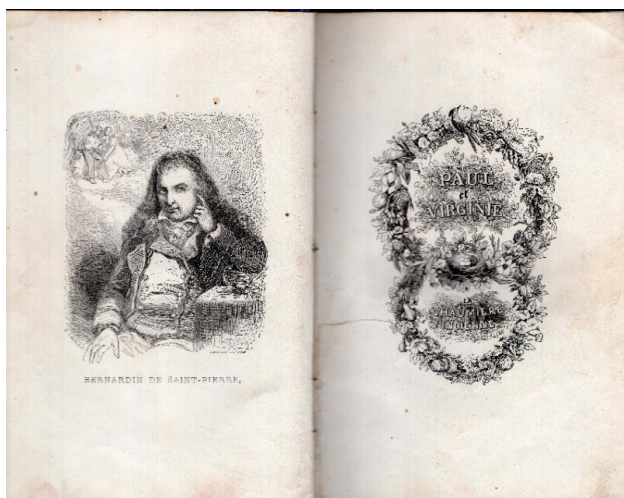 BERNARDIN DE SAINT-PIERRE.
PAUL
et
VIRGINIE
LA
CHAUMIÈRE
INDIENNE